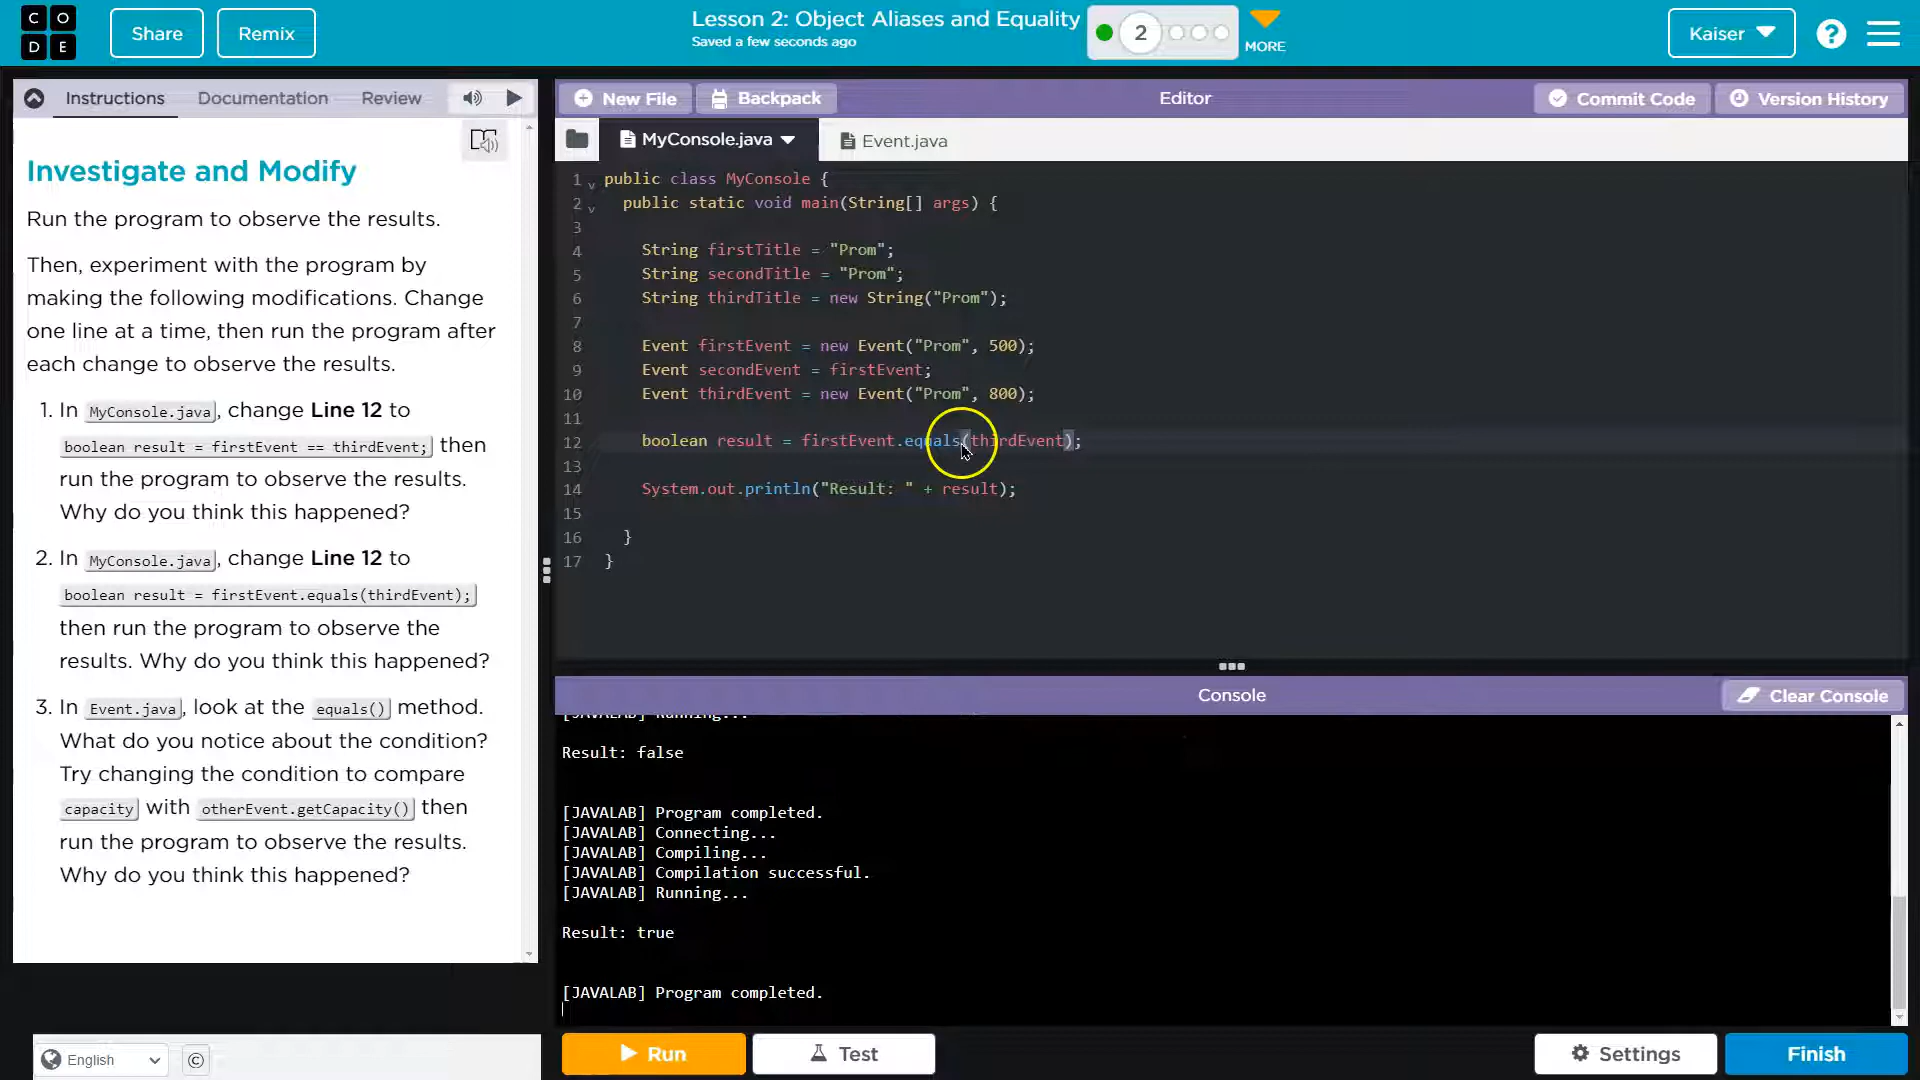 CODE
Share
Remix
Lesson 2: Object Aliases and Equality
Saved a few seconds ago
2
MORE
Kaiser
?
Instructions
Documentation
Review
Investigate and Modify
Run the program to observe the results.
Then, experiment with the program by
making the following modifications. Change
one line at a time, then run the program after
each change to observe the results.
1. In MyConsole.java, change Line 12 to
boolean result = firstEvent == thirdEvent; then
run the program to observe the results.
Why do you think this happened?
2. In MyConsole.java, change Line 12 to
boolean result = firstEvent.equals(thirdEvent);
then run the program to observe the
results. Why do you think this happened?
3. In Event.java, look at the equals() method.
What do you notice about the condition?
Try changing the condition to compare
capacity with otherEvent.getCapacity() then
run the program to observe the results.
Why do you think this happened?
English
©
New File
Backpack
Editor
Commit Code
Version History
MyConsole.java
Event.java
1 public class MyConsole {
2 public static void main(String[] args) {
3
4 String firstTitle = "Prom";
5 String secondTitle = "Prom";
6 String thirdTitle = new String("Prom");
7
8 Event firstEvent = new Event("Prom", 500);
9 Event secondEvent = firstEvent;
10 Event thirdEvent = new Event("Prom", 800);
11
12 boolean result = firstEvent.equals(thirdEvent);
13
14 System.out.println("Result: " + result);
15
16 }
17 }
Console
Clear Console
[JAVALAB] Running...
Result: false
[JAVALAB] Program completed.
[JAVALAB] Connecting...
[JAVALAB] Compiling...
[JAVALAB] Compilation successful.
[JAVALAB] Running...
Result: true
[JAVALAB] Program completed.
Run
Test
Settings
Finish